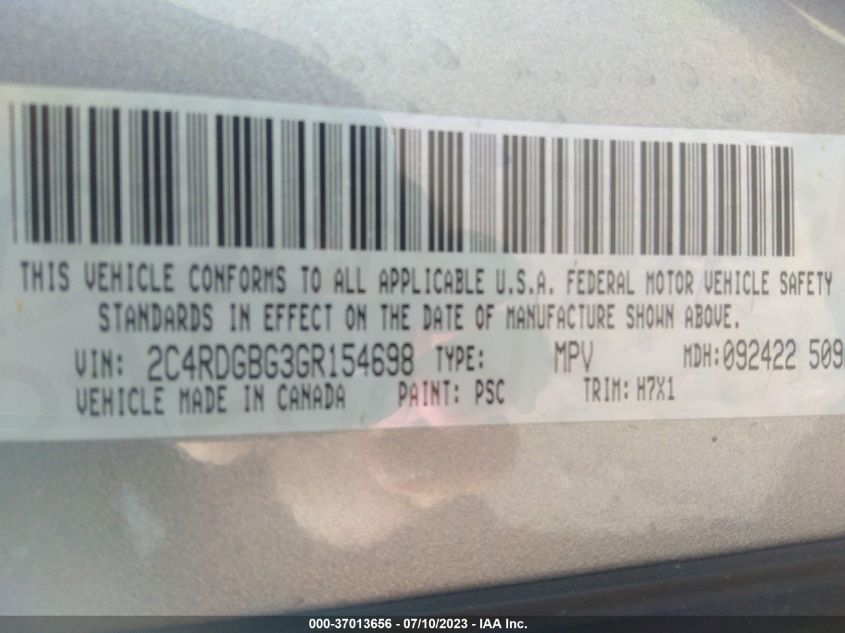 THIS VEHICLE CONFORMS TO ALL APPLICABLE U.S.A. FEDERAL MOTOR VEHICLE SAFETY
STANDARDS IN EFFECT ON THE DATE OF MANUFACTURE SHOWN ABOVE.
VIN: 2C4RDGBG3GR154698 TYPE: MPV MDH:092422 509
VEHICLE MADE IN CANADA PAINT: PSC TRIM: H7X1
000-37013656 - 07/10/2023 - IAA Inc.